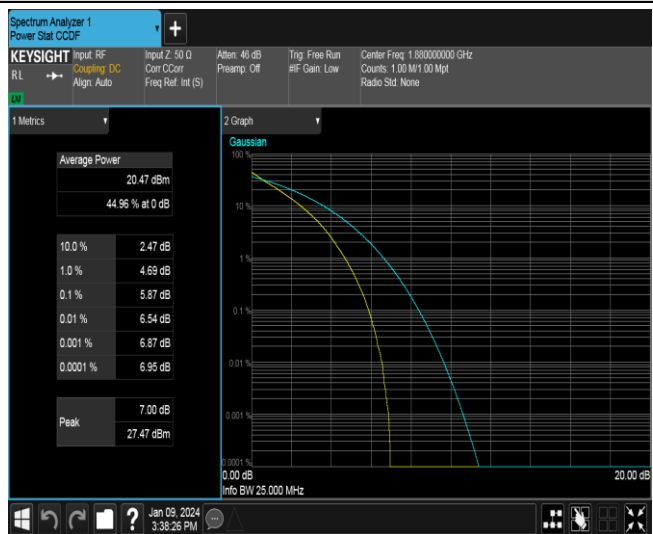 Spectrum Analyzer 1
Power Stat CCDF
+
KEYSIGHT
RL
Input: RF
Coupling: DC
Align: Auto
Input Z: 50 Ω
Corr CCorr
Freq Ref: Int (S)
Atten: 46 dB
Preamp: Off
Trig: Free Run
#IF Gain: Low
Center Freq: 1.880000000 GHz
Counts: 1.00 M/1.00 Mpt
Radio Std: None
1 Metrics
Average Power
20.47 dBm
44.96 % at 0 dB
10.0 % 2.47 dB
1.0 % 4.69 dB
0.1 % 5.87 dB
0.01 % 6.54 dB
0.001 % 6.87 dB
0.0001 % 6.95 dB
Peak
7.00 dB
27.47 dBm
2 Graph
Gaussian
100 %
10 %
1 %
0.1 %
0.01 %
0.001 %
0.0001 %
0.00 dB
20.00 dB
Info BW 25.000 MHz
?
Jan 09, 2024
3:38:26 PM